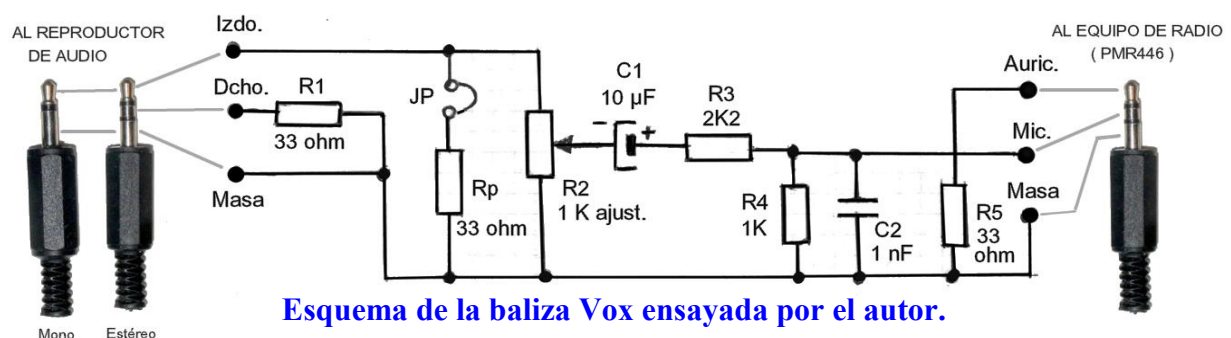 AL REPRODUCTOR
DE AUDIO
Izdo.
Dcho.
R1
33 ohm
Masa
JP
Rp
33 ohm
R2
1 K ajust.
C1
10 µF
-
+
R3
2K2
R4
1K
C2
1 nF
R5
33
ohm
AL EQUIPO DE RADIO
( PMR446 )
Auric.
Mic.
Masa
Esquema de la baliza Vox ensayada por el autor.
Mono
Estéreo